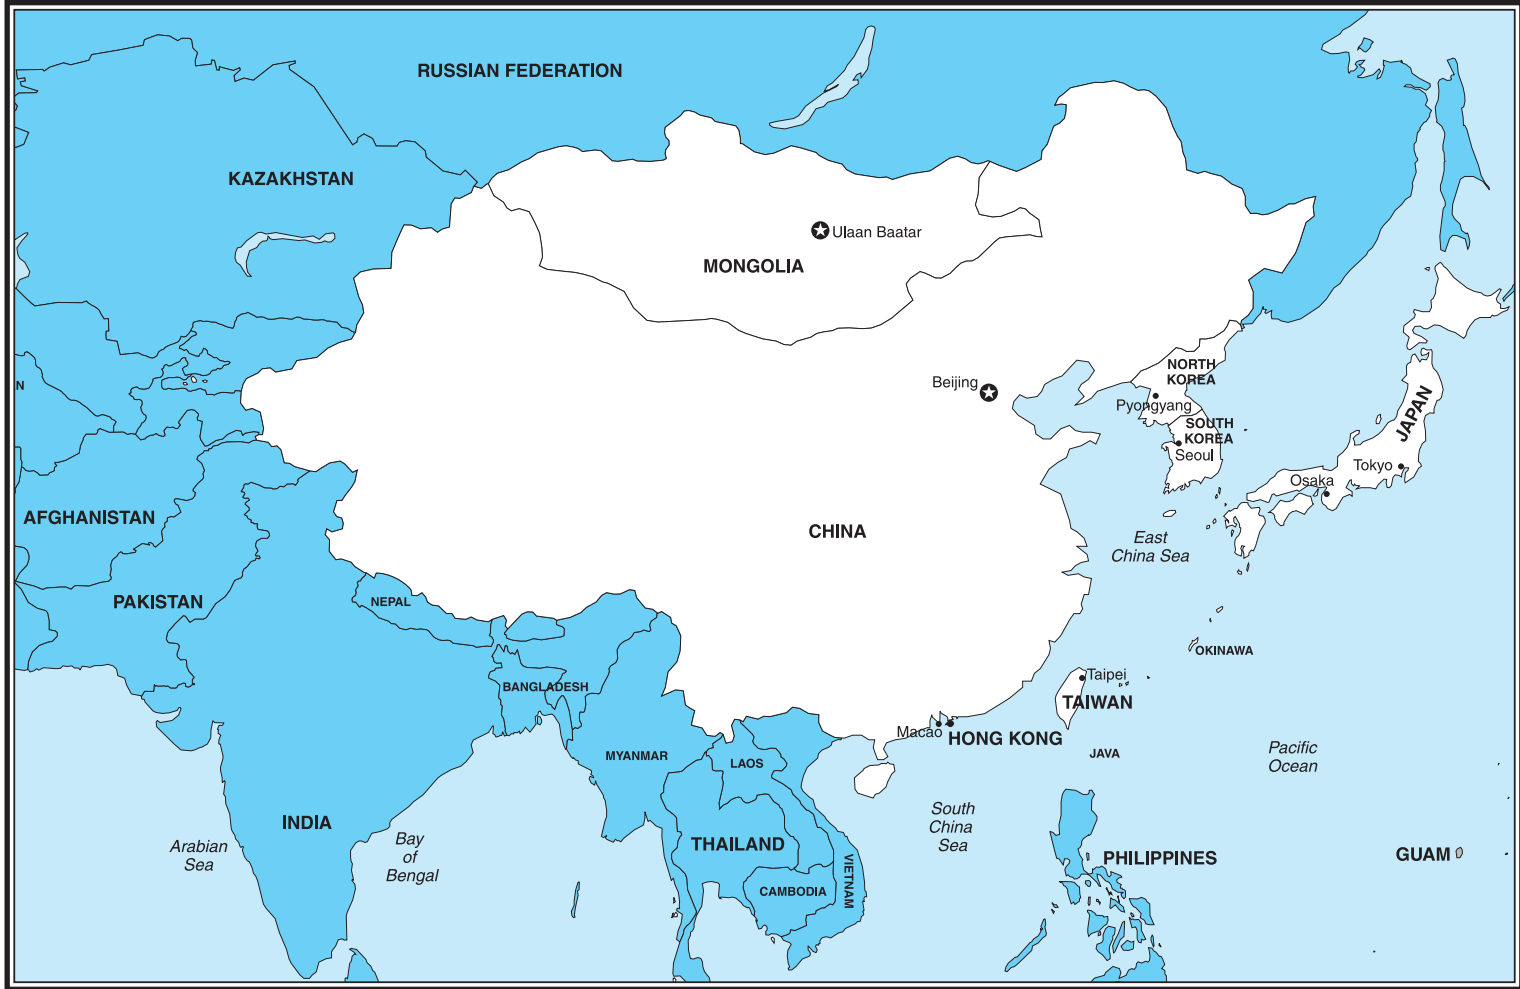 RUSSIAN FEDERATION
KAZAKHSTAN
Ulaan Baatar
MONGOLIA
N
Beijing
NORTH
KOREA
Pyongyang
SOUTH
KOREA
Seoul
JAPAN
Tokyo
Osaka
AFGHANISTAN
CHINA
East
China Sea
PAKISTAN
NEPAL
OKINAWA
BANGLADESH
Taipei
TAIWAN
Macao
HONG KONG
MYANMAR
LAOS
JAVA
Pacific
Ocean
INDIA
South
China
Sea
Arabian
Sea
Bay
of
Bengal
THAILAND
VIETNAM
CAMBODIA
PHILIPPINES
GUAM